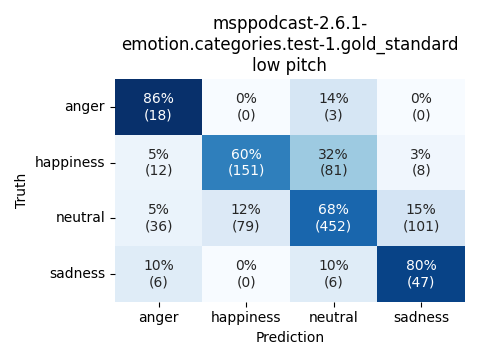 msppodcast-2.6.1-
emotion.categories.test-1.gold_standard
low pitch
Truth
anger
86% 0% 14% 0%
(18) (0) (3) (0)
happiness
5% 60% 32% 3%
(12) (151) (81) (8)
neutral
5% 12% 68% 15%
(36) (79) (452) (101)
sadness
10% 0% 10% 80%
(6) (0) (6) (47)
anger happiness neutral sadness
Prediction